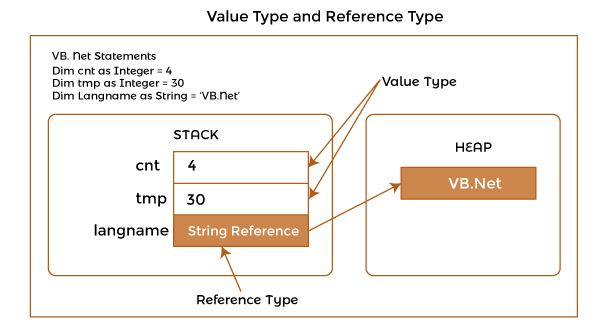 Value Type and Reference Type
VB. Net Statements
Dim cnt as Integer = 4
Dim tmp as Integer = 30
Dim Langname as String = ‘VB.Net’
Value Type
STACK
HEAP
cnt
4
tmp
30
langname
String Reference
VB.Net
Reference Type